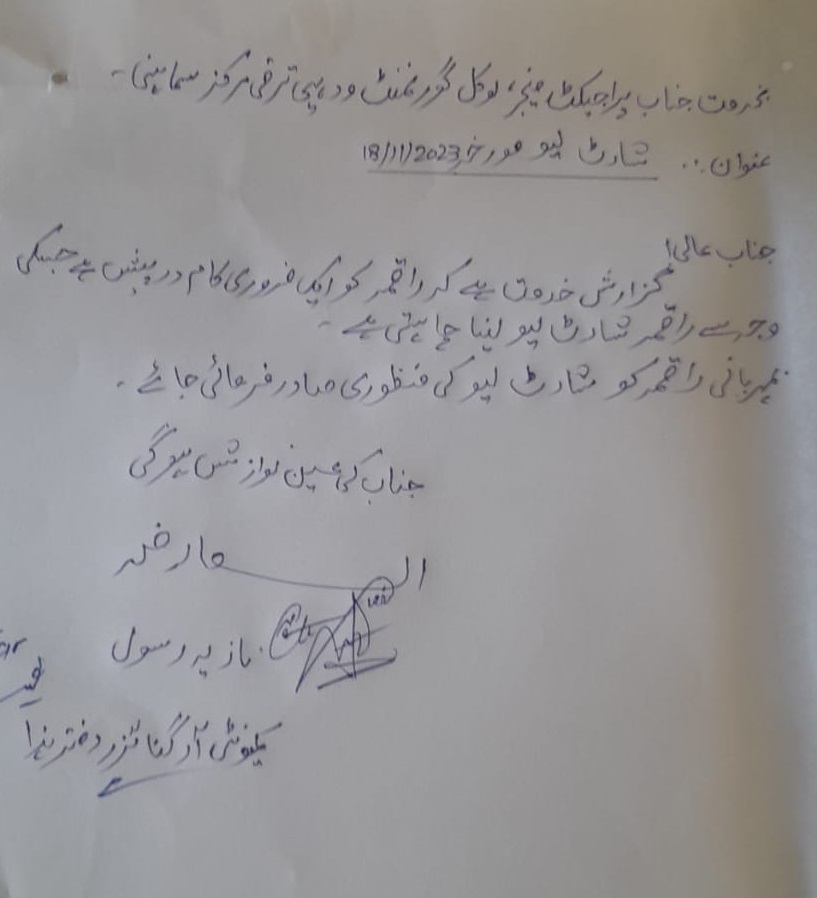 بخدمت جناب پراجیکٹ منیجر، لوکل گورنمنٹ ودیہی ترقی مرکز سماہنی۔
عنوان :۔ شارٹ لیو مورخہ 18/11/2023
جناب عالی!
گزارش خدمت ہے کہ راقمہ کو ایک ضروری کام درپیش ہے جسکی
وجہ سے راقمہ شارٹ لیو لینا چاہتی ہے۔
بمہربانی راقمہ کو شارٹ لیو کی منظوری صادر فرمائی جائے۔
جناب کی عین نوازش ہوگی
العارضہ
نازیہ رسول
کمیونٹی آرگنائزر دفتر ہذا